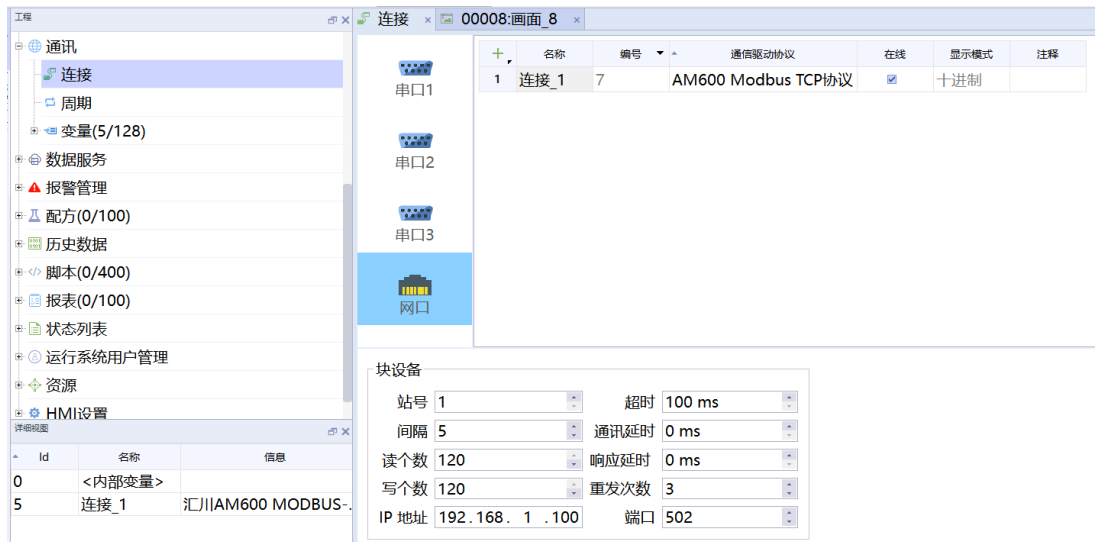 工程
通讯
连接
周期
变量(5/128)
数据服务
报警管理
配方(0/100)
历史数据
脚本(0/400)
报表(0/100)
状态列表
运行系统用户管理
资源
HMI设置
详细视图
Id 名称 信息
0 <内部变量>
5 连接_1 汇川AM600 MODBUS-.
连接 × 00008:画面_8 ×
串口1
串口2
串口3
网口
名称 编号 通信驱动协议 在线 显示模式 注释
1 连接_1 7 AM600 Modbus TCP协议 十进制
块设备
站号 1 超时 100 ms
间隔 5 通讯延时 0 ms
读个数 120 响应延时 0 ms
写个数 120 重发次数 3
IP 地址 192.168. 1 .100 端口 502